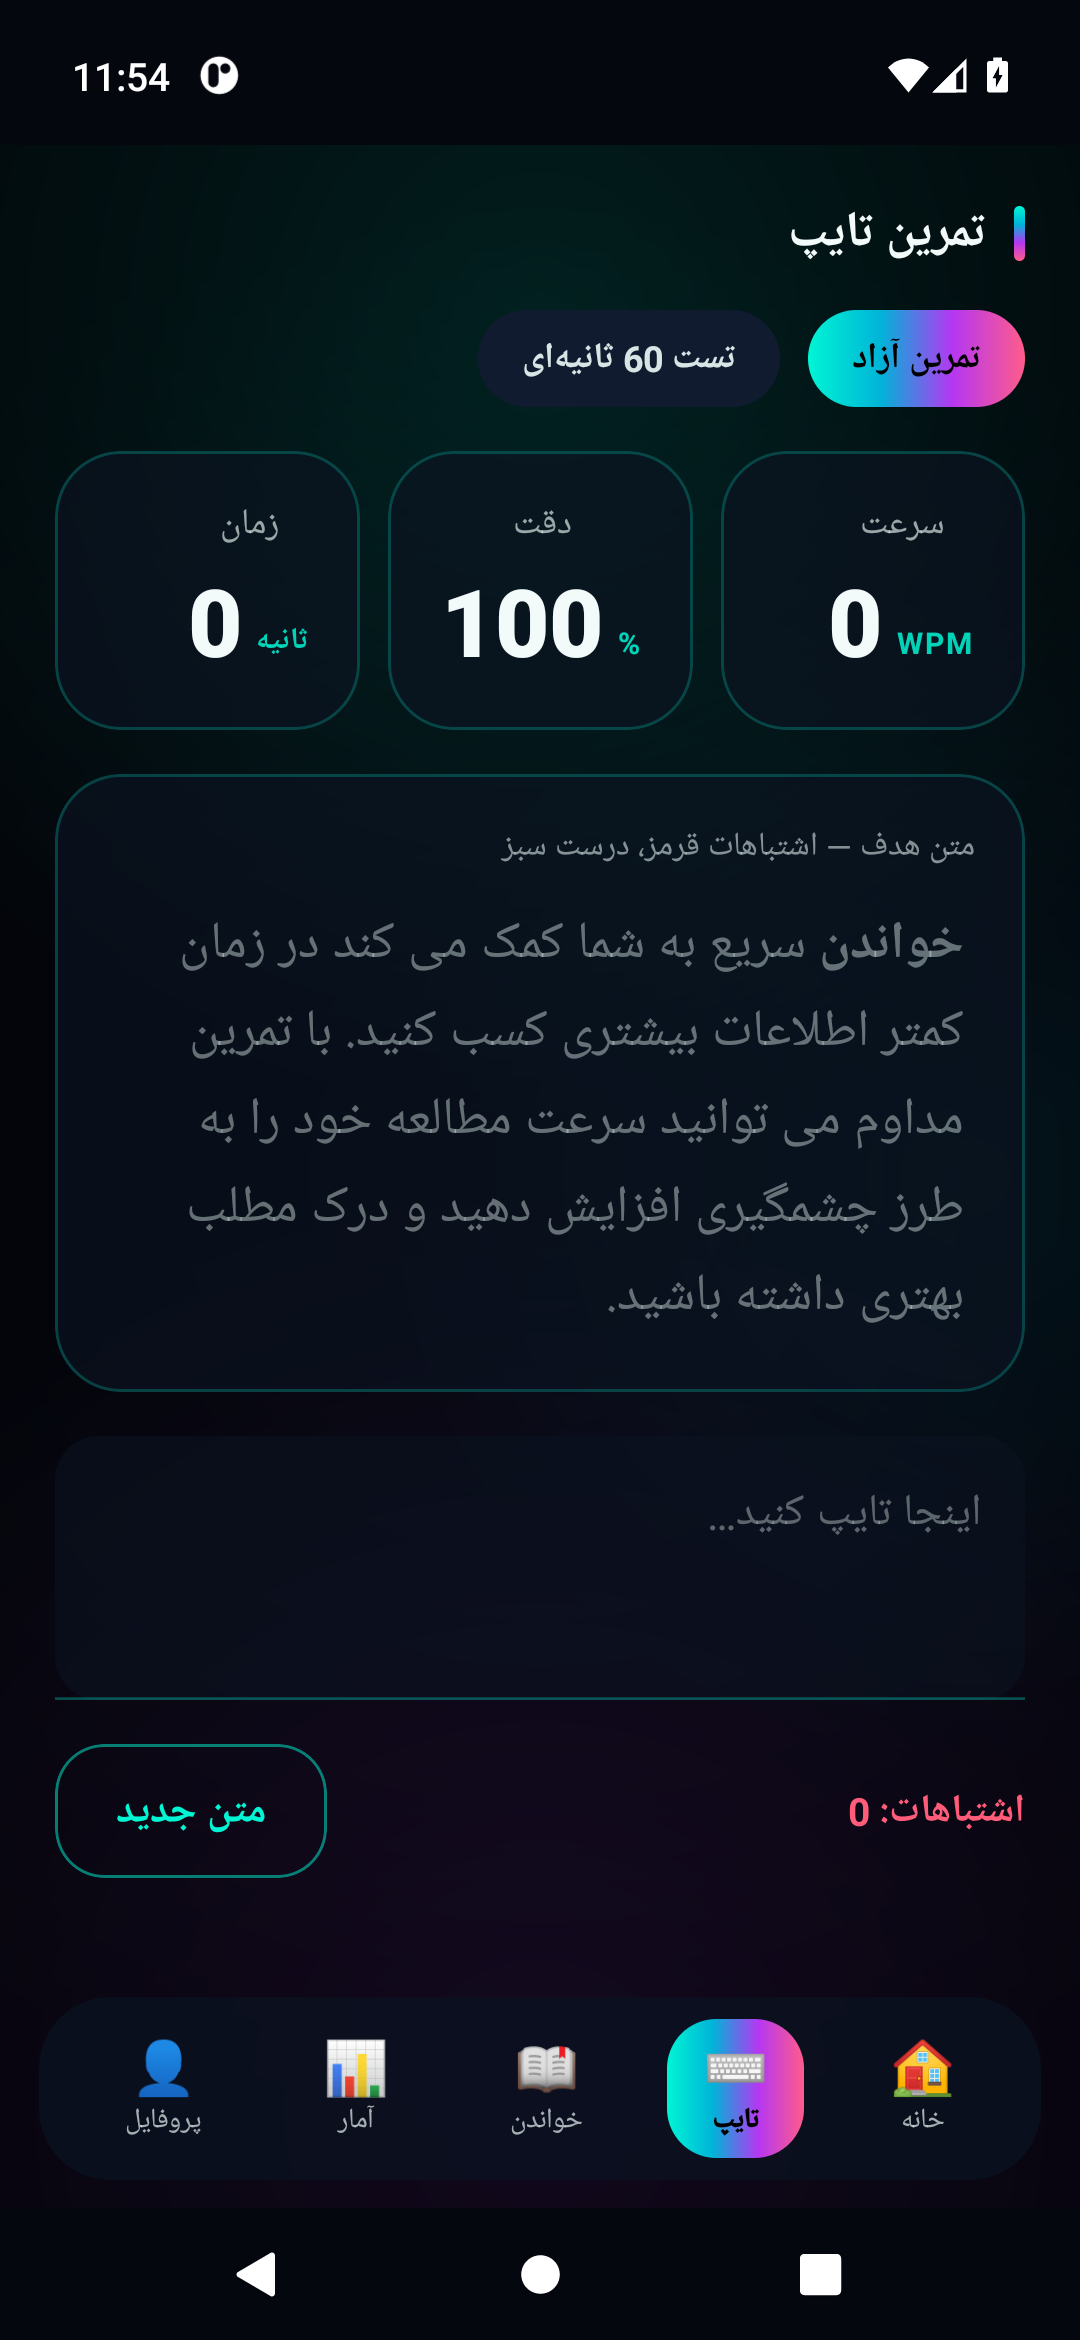 11:54
تمرین تایپ
تمرین آزاد
تست 60 ثانیه‌ای
سرعت
0 WPM
دقت
100 %
زمان
0 ثانیه
متن هدف — اشتباهات قرمز، درست سبز
خواندن سریع به شما کمک می کند در زمان
کمتر اطلاعات بیشتری کسب کنید. با تمرین
مداوم می توانید سرعت مطالعه خود را به
طرز چشمگیری افزایش دهید و درک مطلب
بهتری داشته باشید.
اینجا تایپ کنید...
اشتباهات: 0
متن جدید
خانه
تایپ
خواندن
آمار
پروفایل